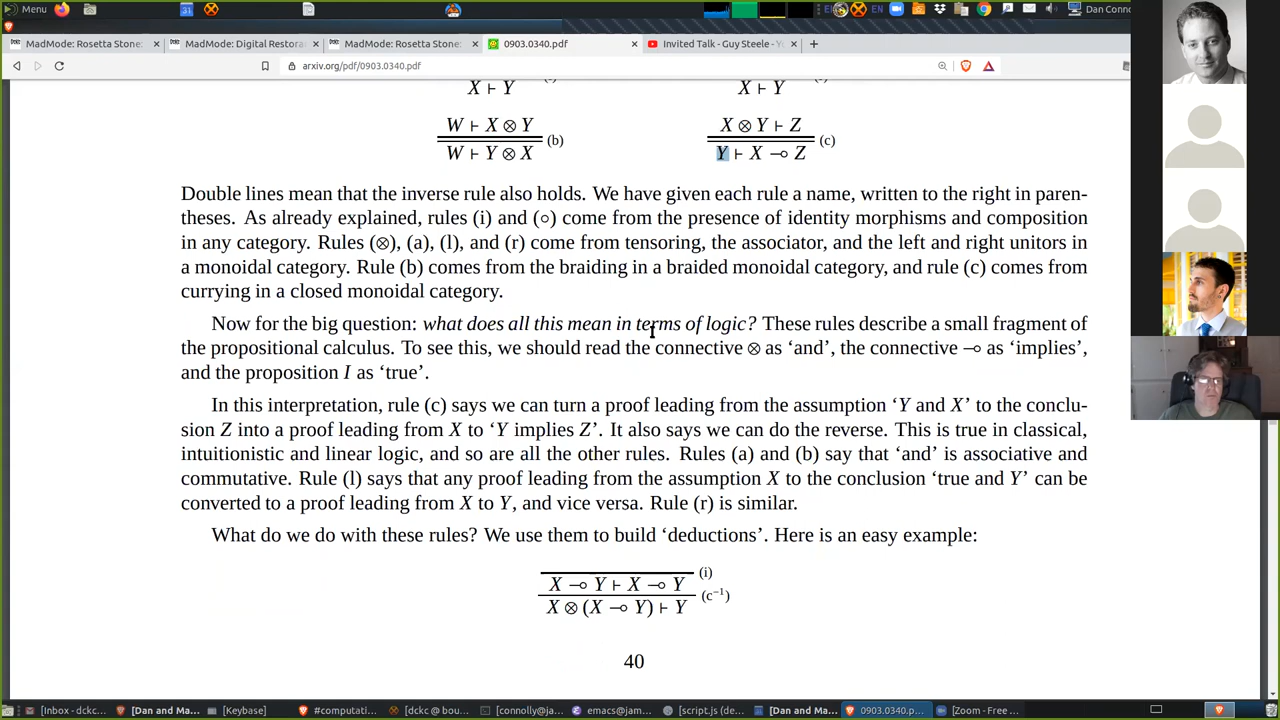 Menu
EN
EN
Dan Conno
MadMode: Rosetta Stone:
MadMode: Digital Restora
MadMode: Rosetta Stone:
0903.0340.pdf
Invited Talk - Guy Steele - Y
arxiv.org/pdf/0903.0340.pdf
X ⊢ Y
X ⊢ Y
W ⊢ X ⊗ Y
W ⊢ Y ⊗ X (b)
X ⊗ Y ⊢ Z
Y ⊢ X ⊸ Z (c)
Double lines mean that the inverse rule also holds. We have given each rule a name, written to the right in paren-
theses. As already explained, rules (i) and (∘) come from the presence of identity morphisms and composition
in any category. Rules (⊗), (a), (l), and (r) come from tensoring, the associator, and the left and right unitors in
a monoidal category. Rule (b) comes from the braiding in a braided monoidal category, and rule (c) comes from
currying in a closed monoidal category.
Now for the big question: what does all this mean in terms of logic? These rules describe a small fragment of
the propositional calculus. To see this, we should read the connective ⊗ as ‘and’, the connective ⊸ as ‘implies’,
and the proposition I as ‘true’.
In this interpretation, rule (c) says we can turn a proof leading from the assumption ‘Y and X’ to the conclu-
sion Z into a proof leading from X to ‘Y implies Z’. It also says we can do the reverse. This is true in classical,
intuitionistic and linear logic, and so are all the other rules. Rules (a) and (b) say that ‘and’ is associative and
commutative. Rule (l) says that any proof leading from the assumption X to the conclusion ‘true and Y’ can be
converted to a proof leading from X to Y, and vice versa. Rule (r) is similar.
What do we do with these rules? We use them to build ‘deductions’. Here is an easy example:
(i)
X ⊸ Y ⊢ X ⊸ Y
(c⁻¹)
X ⊗ (X ⊸ Y) ⊢ Y
40
[Inbox - dckc
[Dan and Ma...
[Keybase]
#computati...
[dckc @ bou...
connolly@jam...
emacs@jam...
[script.js (de...
[Dan and Ma...
0903.0340.p...
[Zoom - Free ...